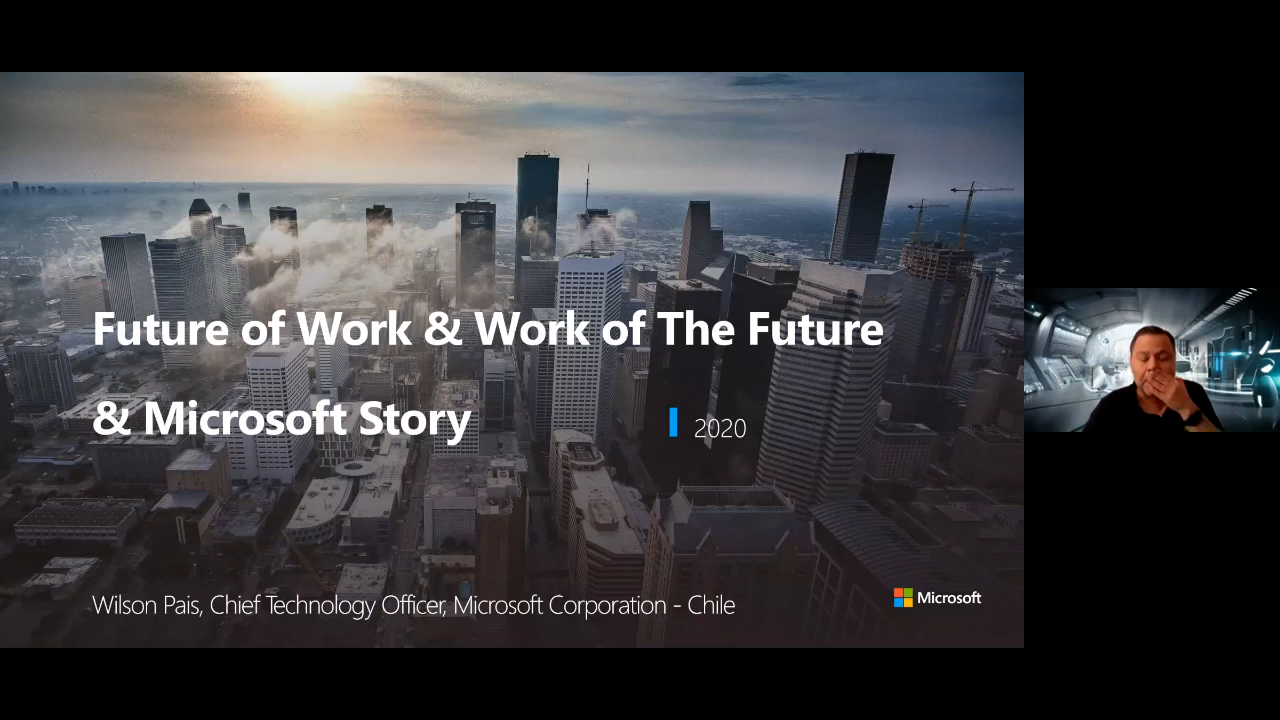 Future of Work & Work of The Future
& Microsoft Story
2020
Wilson Pais, Chief Technology Officer, Microsoft Corporation - Chile
Microsoft